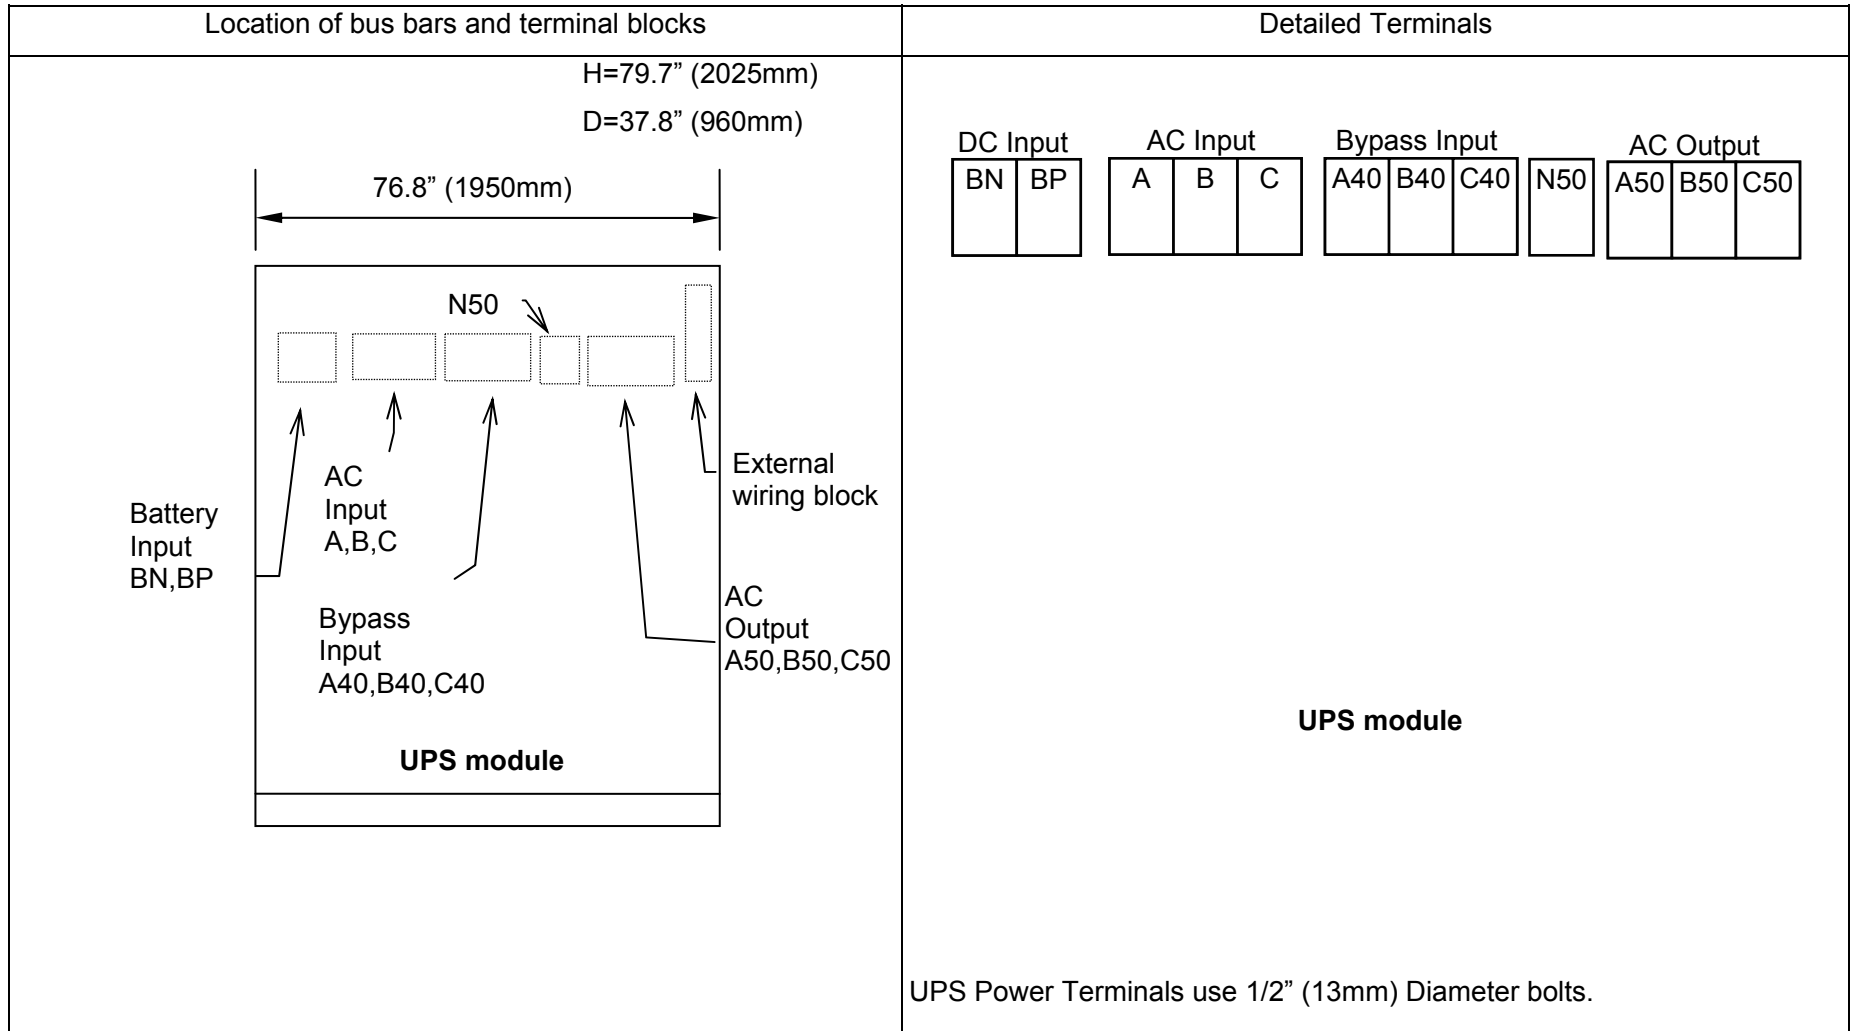 Location of bus bars and terminal blocks
H=79.7” (2025mm)
D=37.8” (960mm)
76.8” (1950mm)
N50
AC
Input
A,B,C
Battery
Input
BN,BP
External
wiring block
Bypass
Input
A40,B40,C40
AC
Output
A50,B50,C50
UPS module
Detailed Terminals
DC Input
BN BP
AC Input
A B C
Bypass Input
A40 B40 C40
N50
AC Output
A50 B50 C50
UPS module
UPS Power Terminals use 1/2” (13mm) Diameter bolts.